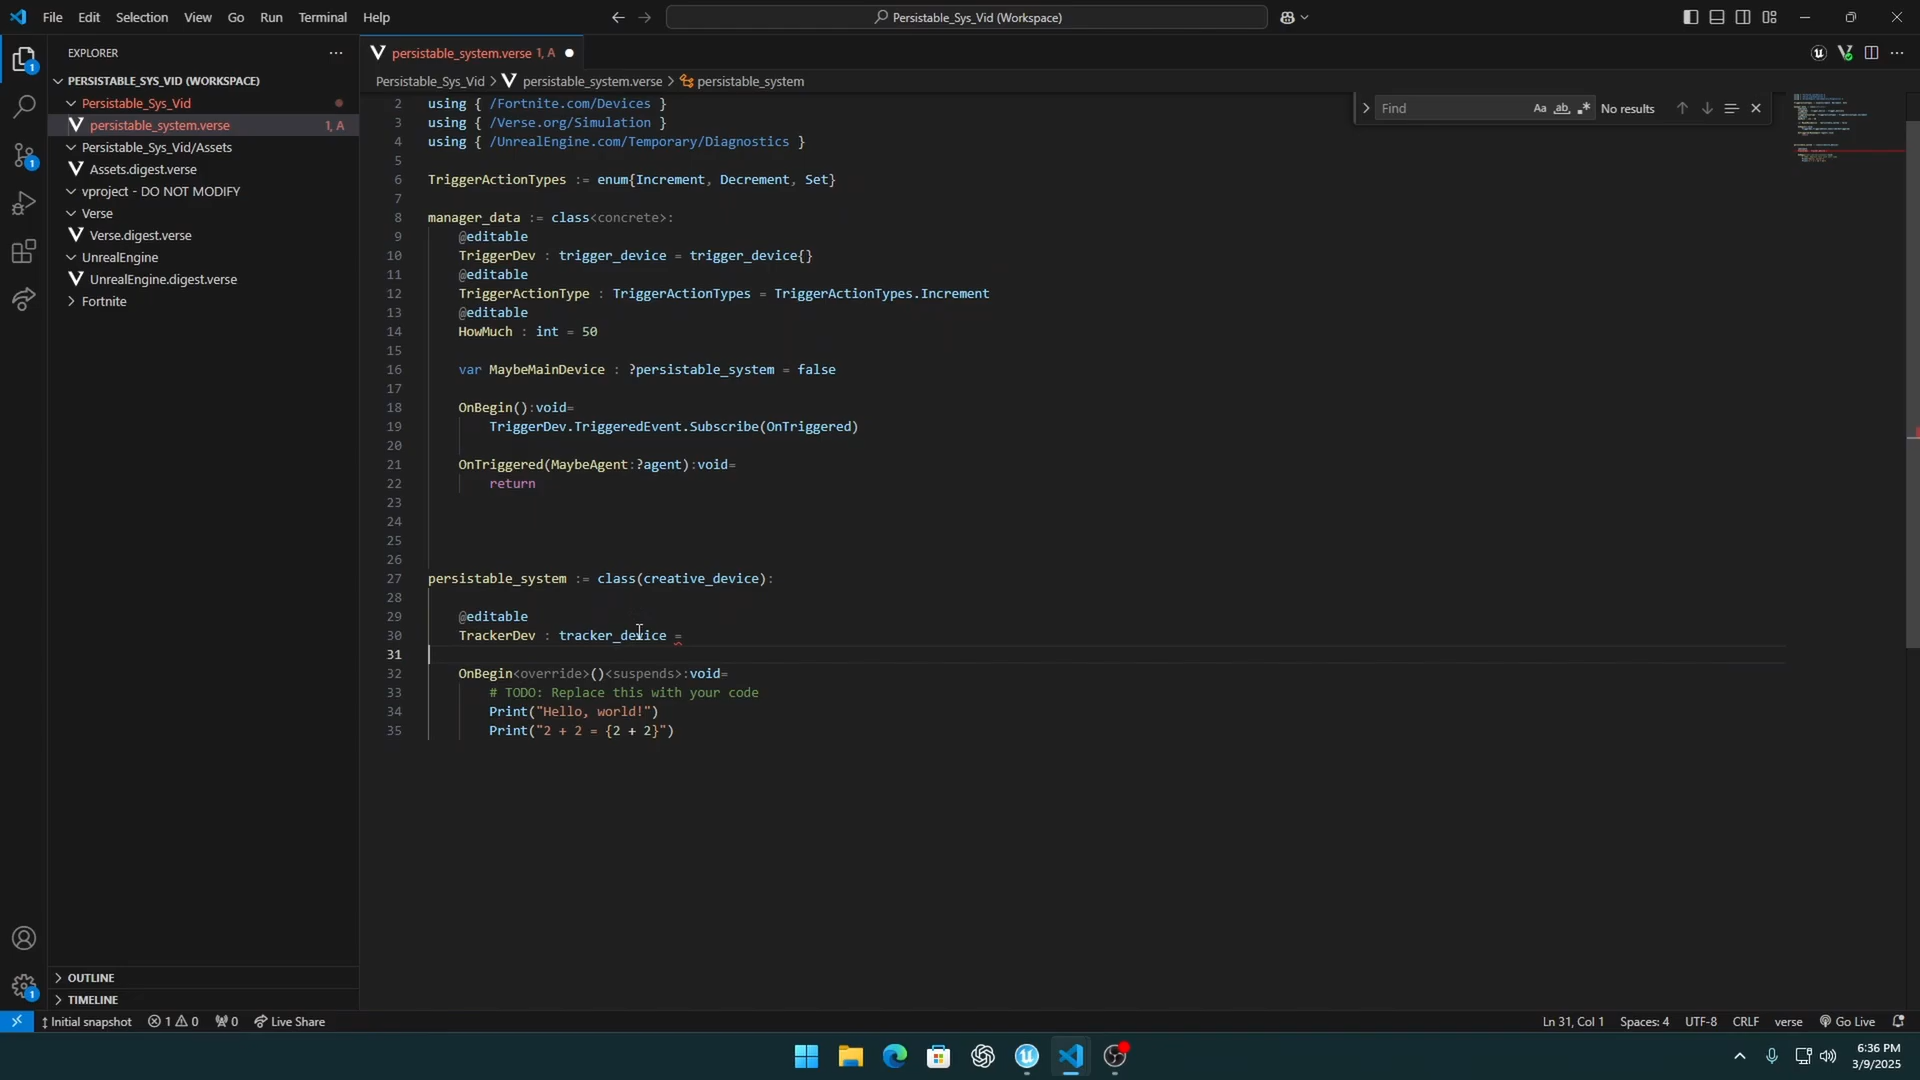 File Edit Selection View Go Run Terminal Help
Persistable_Sys_Vid (Workspace)
EXPLORER
persistable_system.verse 1, A
PERSISTABLE_SYS_VID (WORKSPACE)
Persistable_Sys_Vid > persistable_system.verse > persistable_system
Persistable_Sys_Vid
persistable_system.verse 1, A
Persistable_Sys_Vid/Assets
Assets.digest.verse
vproject - DO NOT MODIFY
Verse
Verse.digest.verse
UnrealEngine
UnrealEngine.digest.verse
Fortnite
Find Aa ab No results
2 using { /Fortnite.com/Devices }
3 using { /Verse.org/Simulation }
4 using { /UnrealEngine.com/Temporary/Diagnostics }
5
6 TriggerActionTypes := enum{Increment, Decrement, Set}
7
8 manager_data := class<concrete>:
9 @editable
10 TriggerDev : trigger_device = trigger_device{}
11 @editable
12 TriggerActionType : TriggerActionTypes = TriggerActionTypes.Increment
13 @editable
14 HowMuch : int = 50
15
16 var MaybeMainDevice : ?persistable_system = false
17
18 OnBegin():void=
19 TriggerDev.TriggeredEvent.Subscribe(OnTriggered)
20
21 OnTriggered(MaybeAgent:?agent):void=
22 return
23
24
25
26
27 persistable_system := class(creative_device):
28
29 @editable
30 TrackerDev : tracker_device =
31
32 OnBegin<override>()<suspends>:void=
33 # TODO: Replace this with your code
34 Print("Hello, world!")
35 Print("2 + 2 = {2 + 2}")
OUTLINE
TIMELINE
Initial snapshot 1 0 0 Live Share
Ln 31, Col 1 Spaces: 4 UTF-8 CRLF verse Go Live
6:36 PM
3/9/2025